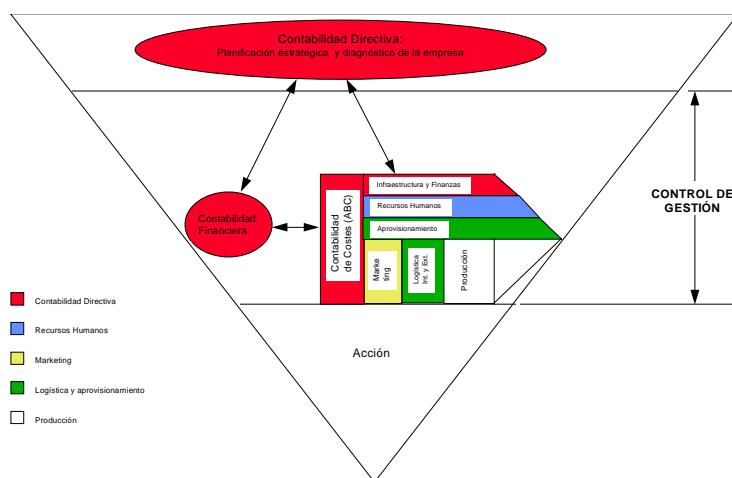 Contabilidad Directiva:
Planificación estrategica y diagnóstico de la empresa
CONTROL DE
GESTIÓN
Infraestructura y Finanzas
Recursos Humanos
Aprovisionamiento
Contabilidad
Financiera
Contabilidad
de Costes (ABC)
Marke
ting
Logística
Int. y Ext.
Producción
Acción
Contabilidad Directiva
Recursos Humanos
Marketing
Logística y aprovisionamiento
Producción